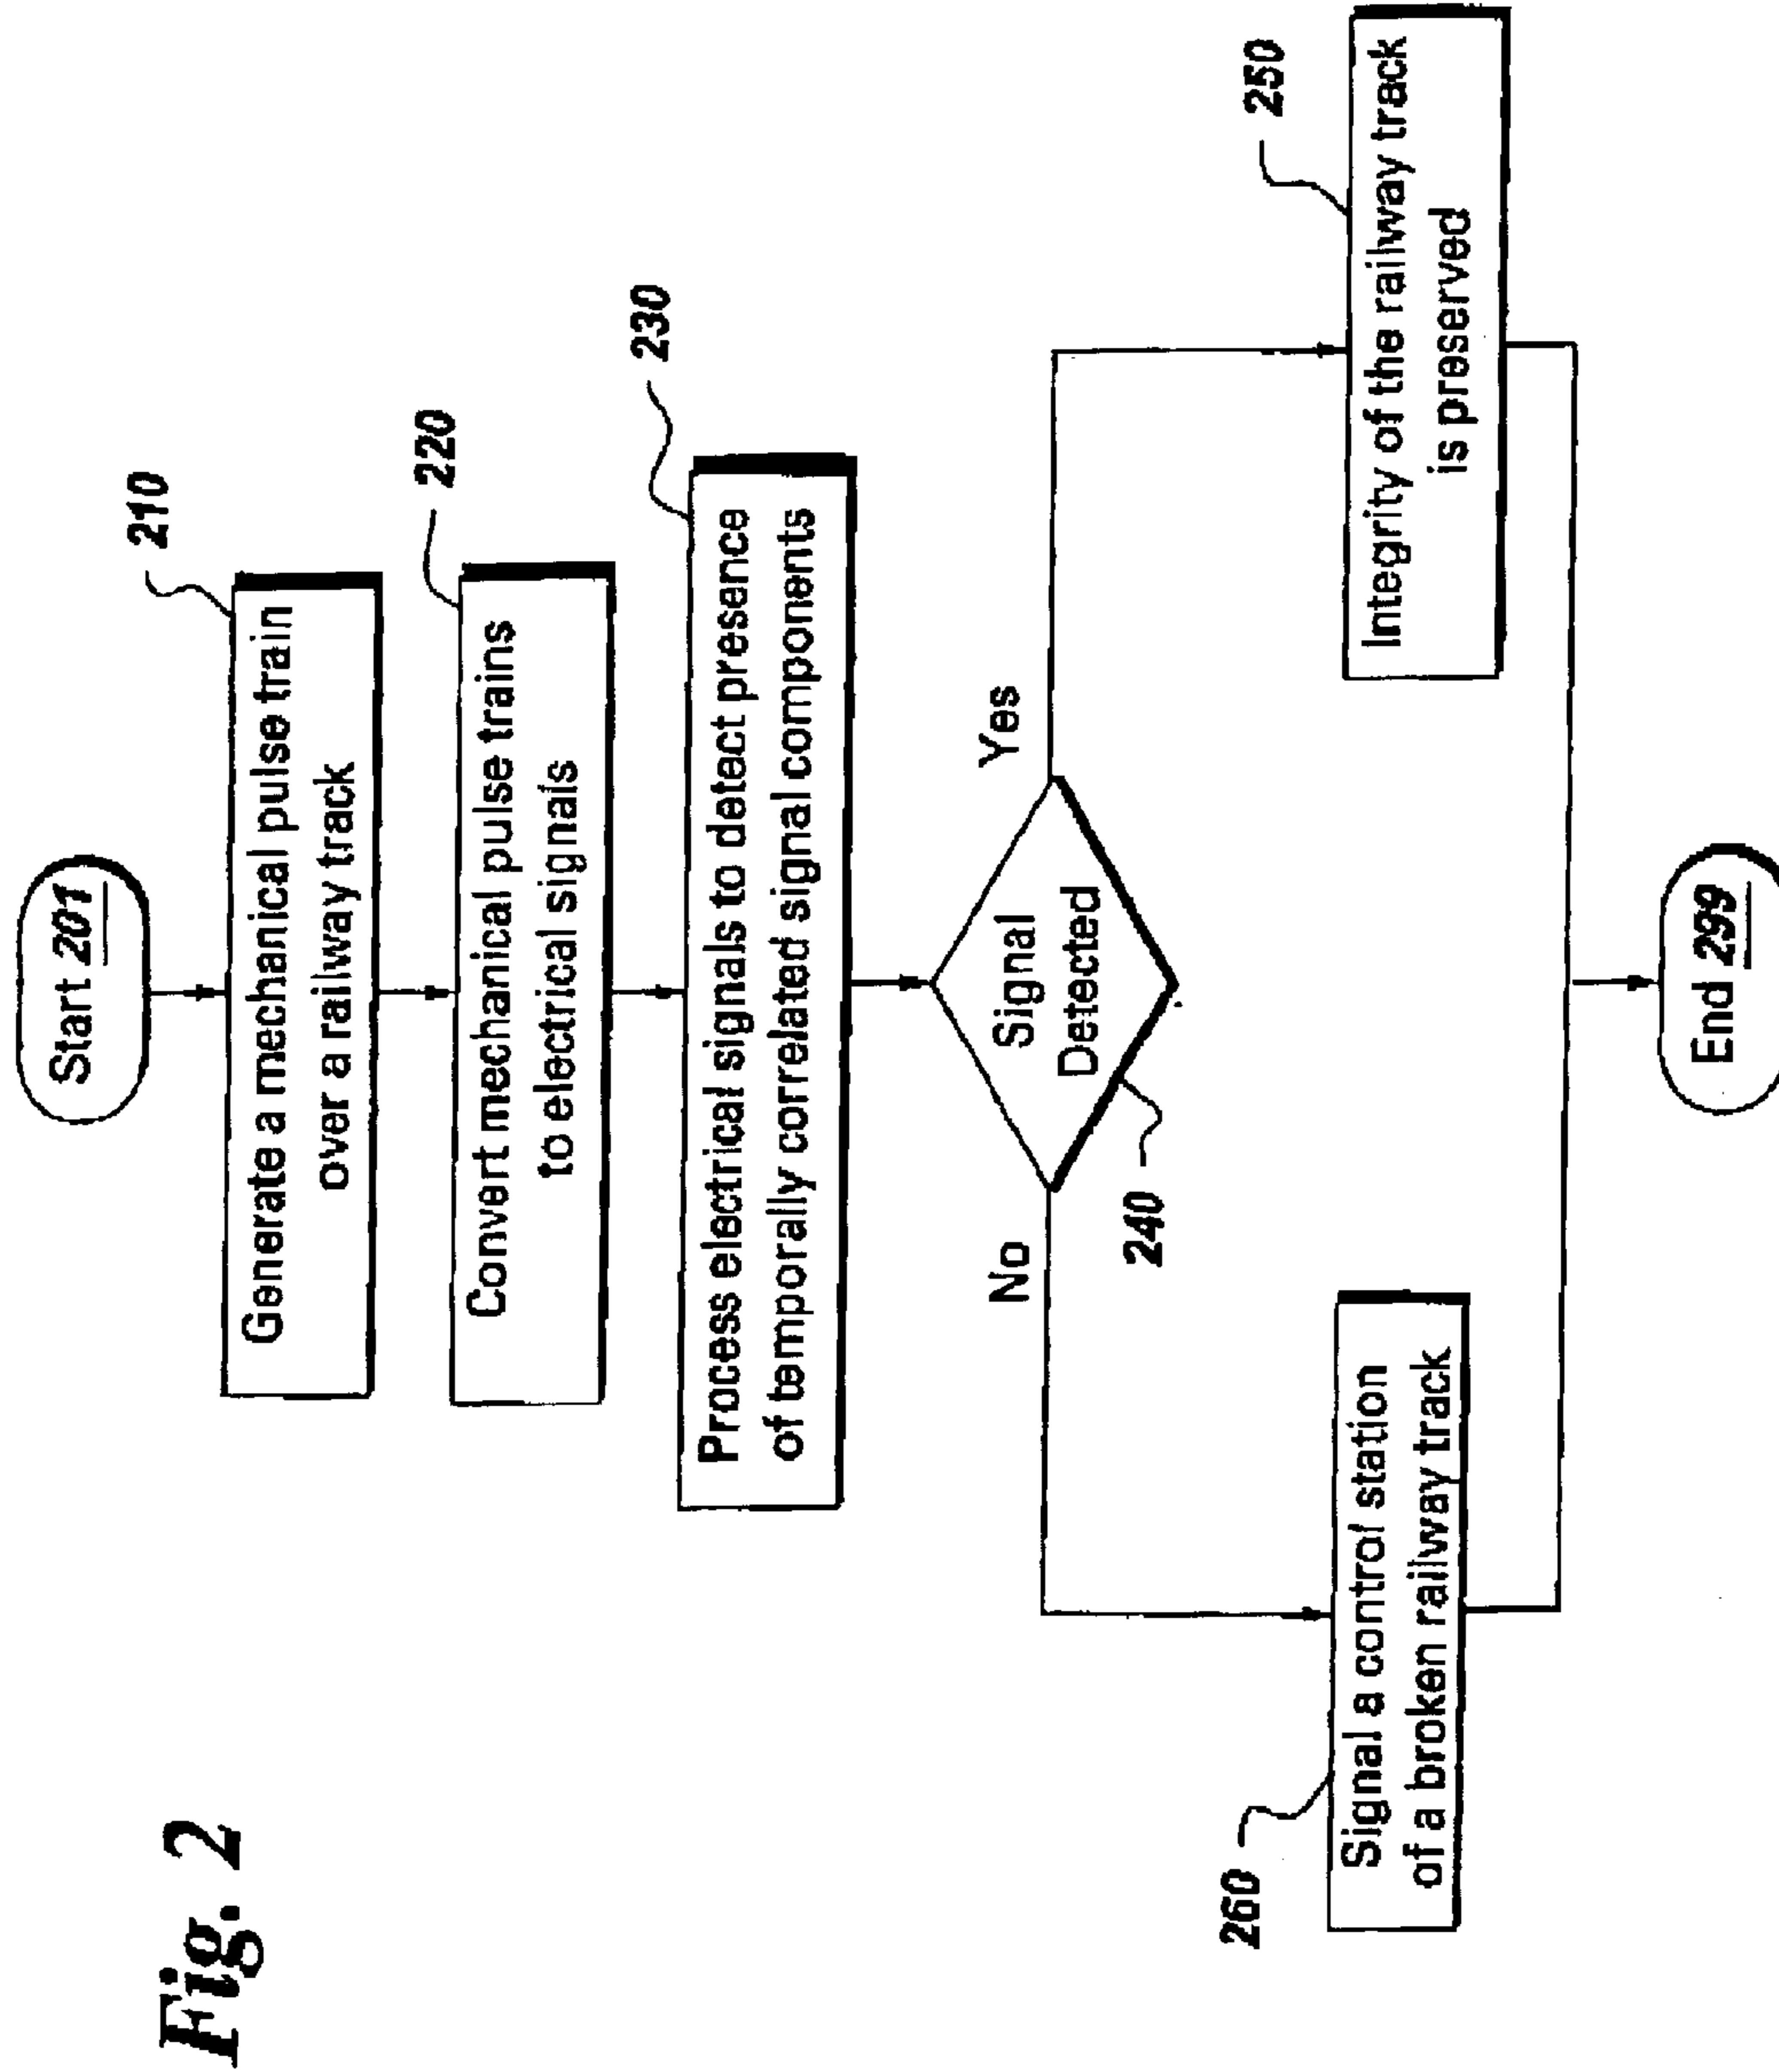 Fig. 2
Start 201
210
Generate a mechanical pulse train
over a railway track
220
Convert mechanical pulse trains
to electrical signals
230
Process electrical signals to detect presence
of temporally correlated signal components
Signal
Detected
240
No
Yes
260
Signal a control station
of a broken railway track
250
Integrity of the railway track
is preserved
End 299